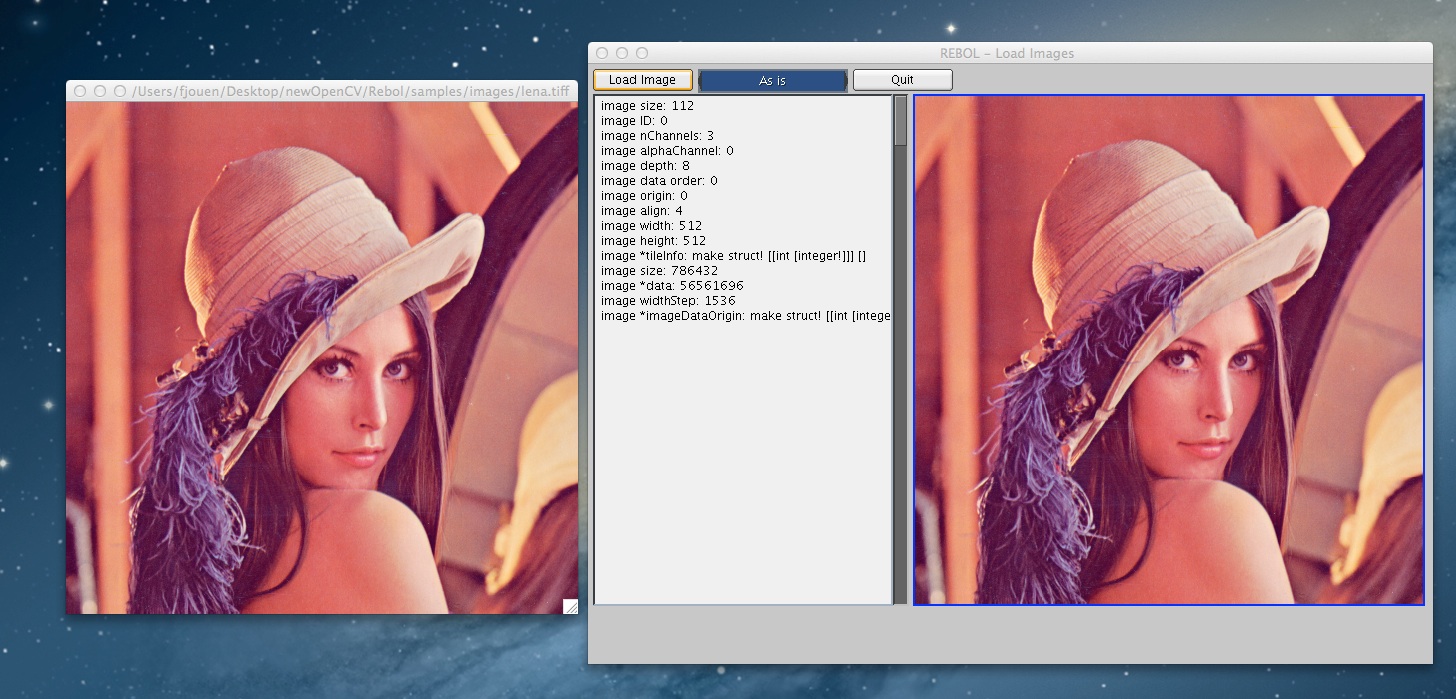 /Users/fjouen/Desktop/newOpenCV/Rebol/samples/images/lena.tiff
REBOL - Load Images
Load Image
As is
Quit
image size: 112
image ID: 0
image nChannels: 3
image alphaChannel: 0
image depth: 8
image data order: 0
image origin: 0
image align: 4
image width: 512
image height: 512
image *tileInfo: make struct! [[int [integer!]]] []
image size: 786432
image *data: 56561696
image widthStep: 1536
image *imageDataOrigin: make struct! [[int [intege